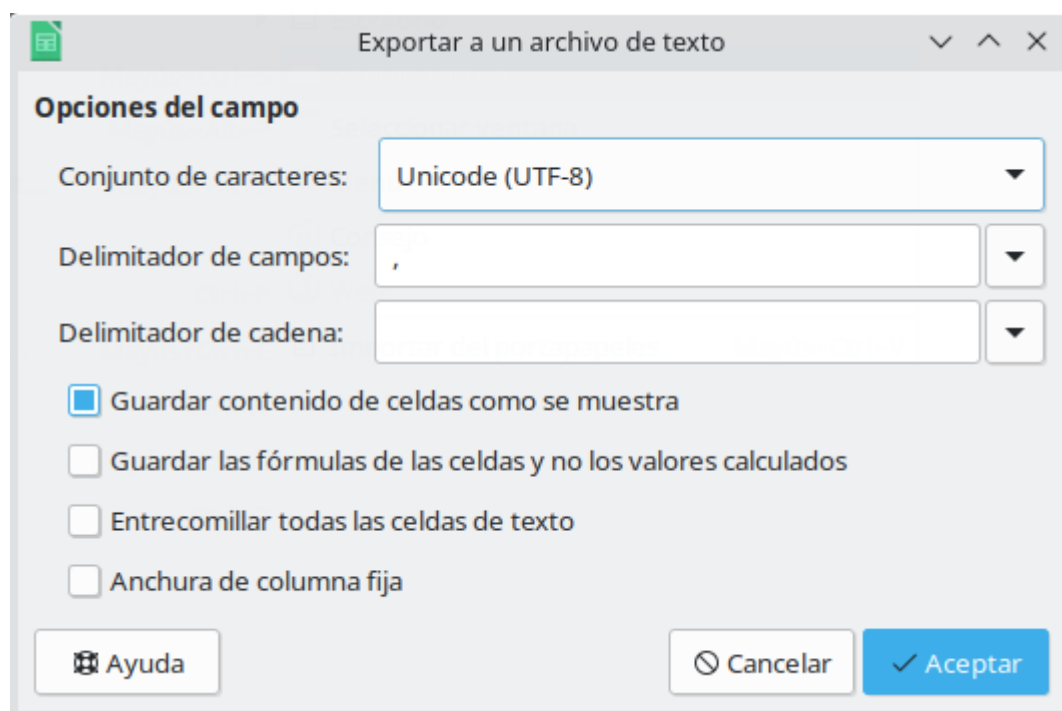 Exportar a un archivo de texto
Opciones del campo
Conjunto de caracteres: Unicode (UTF-8)
Delimitador de campos: ,
Delimitador de cadena:
Guardar contenido de celdas como se muestra
Guardar las fórmulas de las celdas y no los valores calculados
Entrecomillar todas las celdas de texto
Anchura de columna fija
Ayuda Cancelar Aceptar